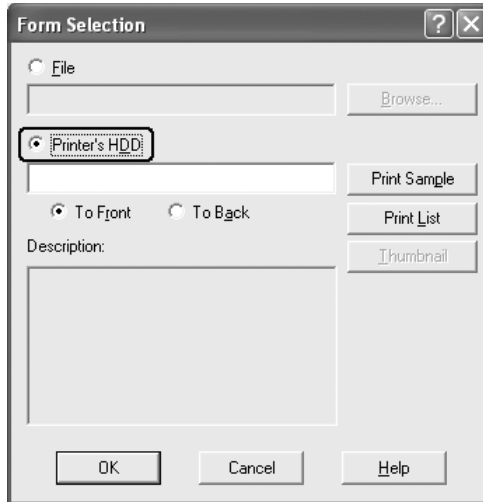 Form Selection
File
Browse...
Printer's HDD
Print Sample
To Front To Back
Print List
Description:
Thumbnail
OK Cancel Help